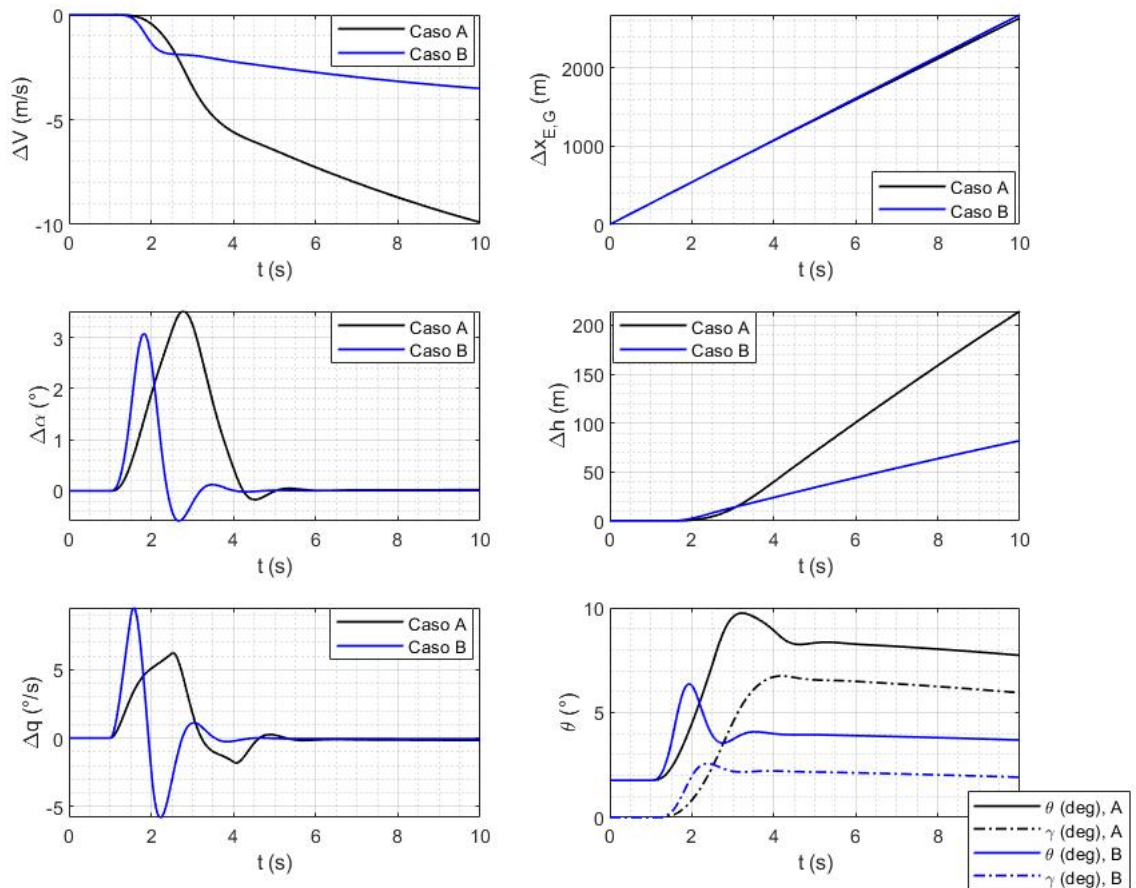 0
-5
-10
ΔV (m/s)
0 2 4 6 8 10
t (s)
Caso A
Caso B
2000
1000
0
Δx_{E,G} (m)
0 2 4 6 8 10
t (s)
Caso A
Caso B
3
2
1
0
Δα (°)
0 2 4 6 8 10
t (s)
Caso A
Caso B
200
150
100
50
0
Δh (m)
0 2 4 6 8 10
t (s)
Caso A
Caso B
5
0
-5
Δq (°/s)
0 2 4 6 8 10
t (s)
Caso A
Caso B
10
5
0
θ (°)
0 2 4 6 8
t (s)
θ (deg), A
γ (deg), A
θ (deg), B
γ (deg), B